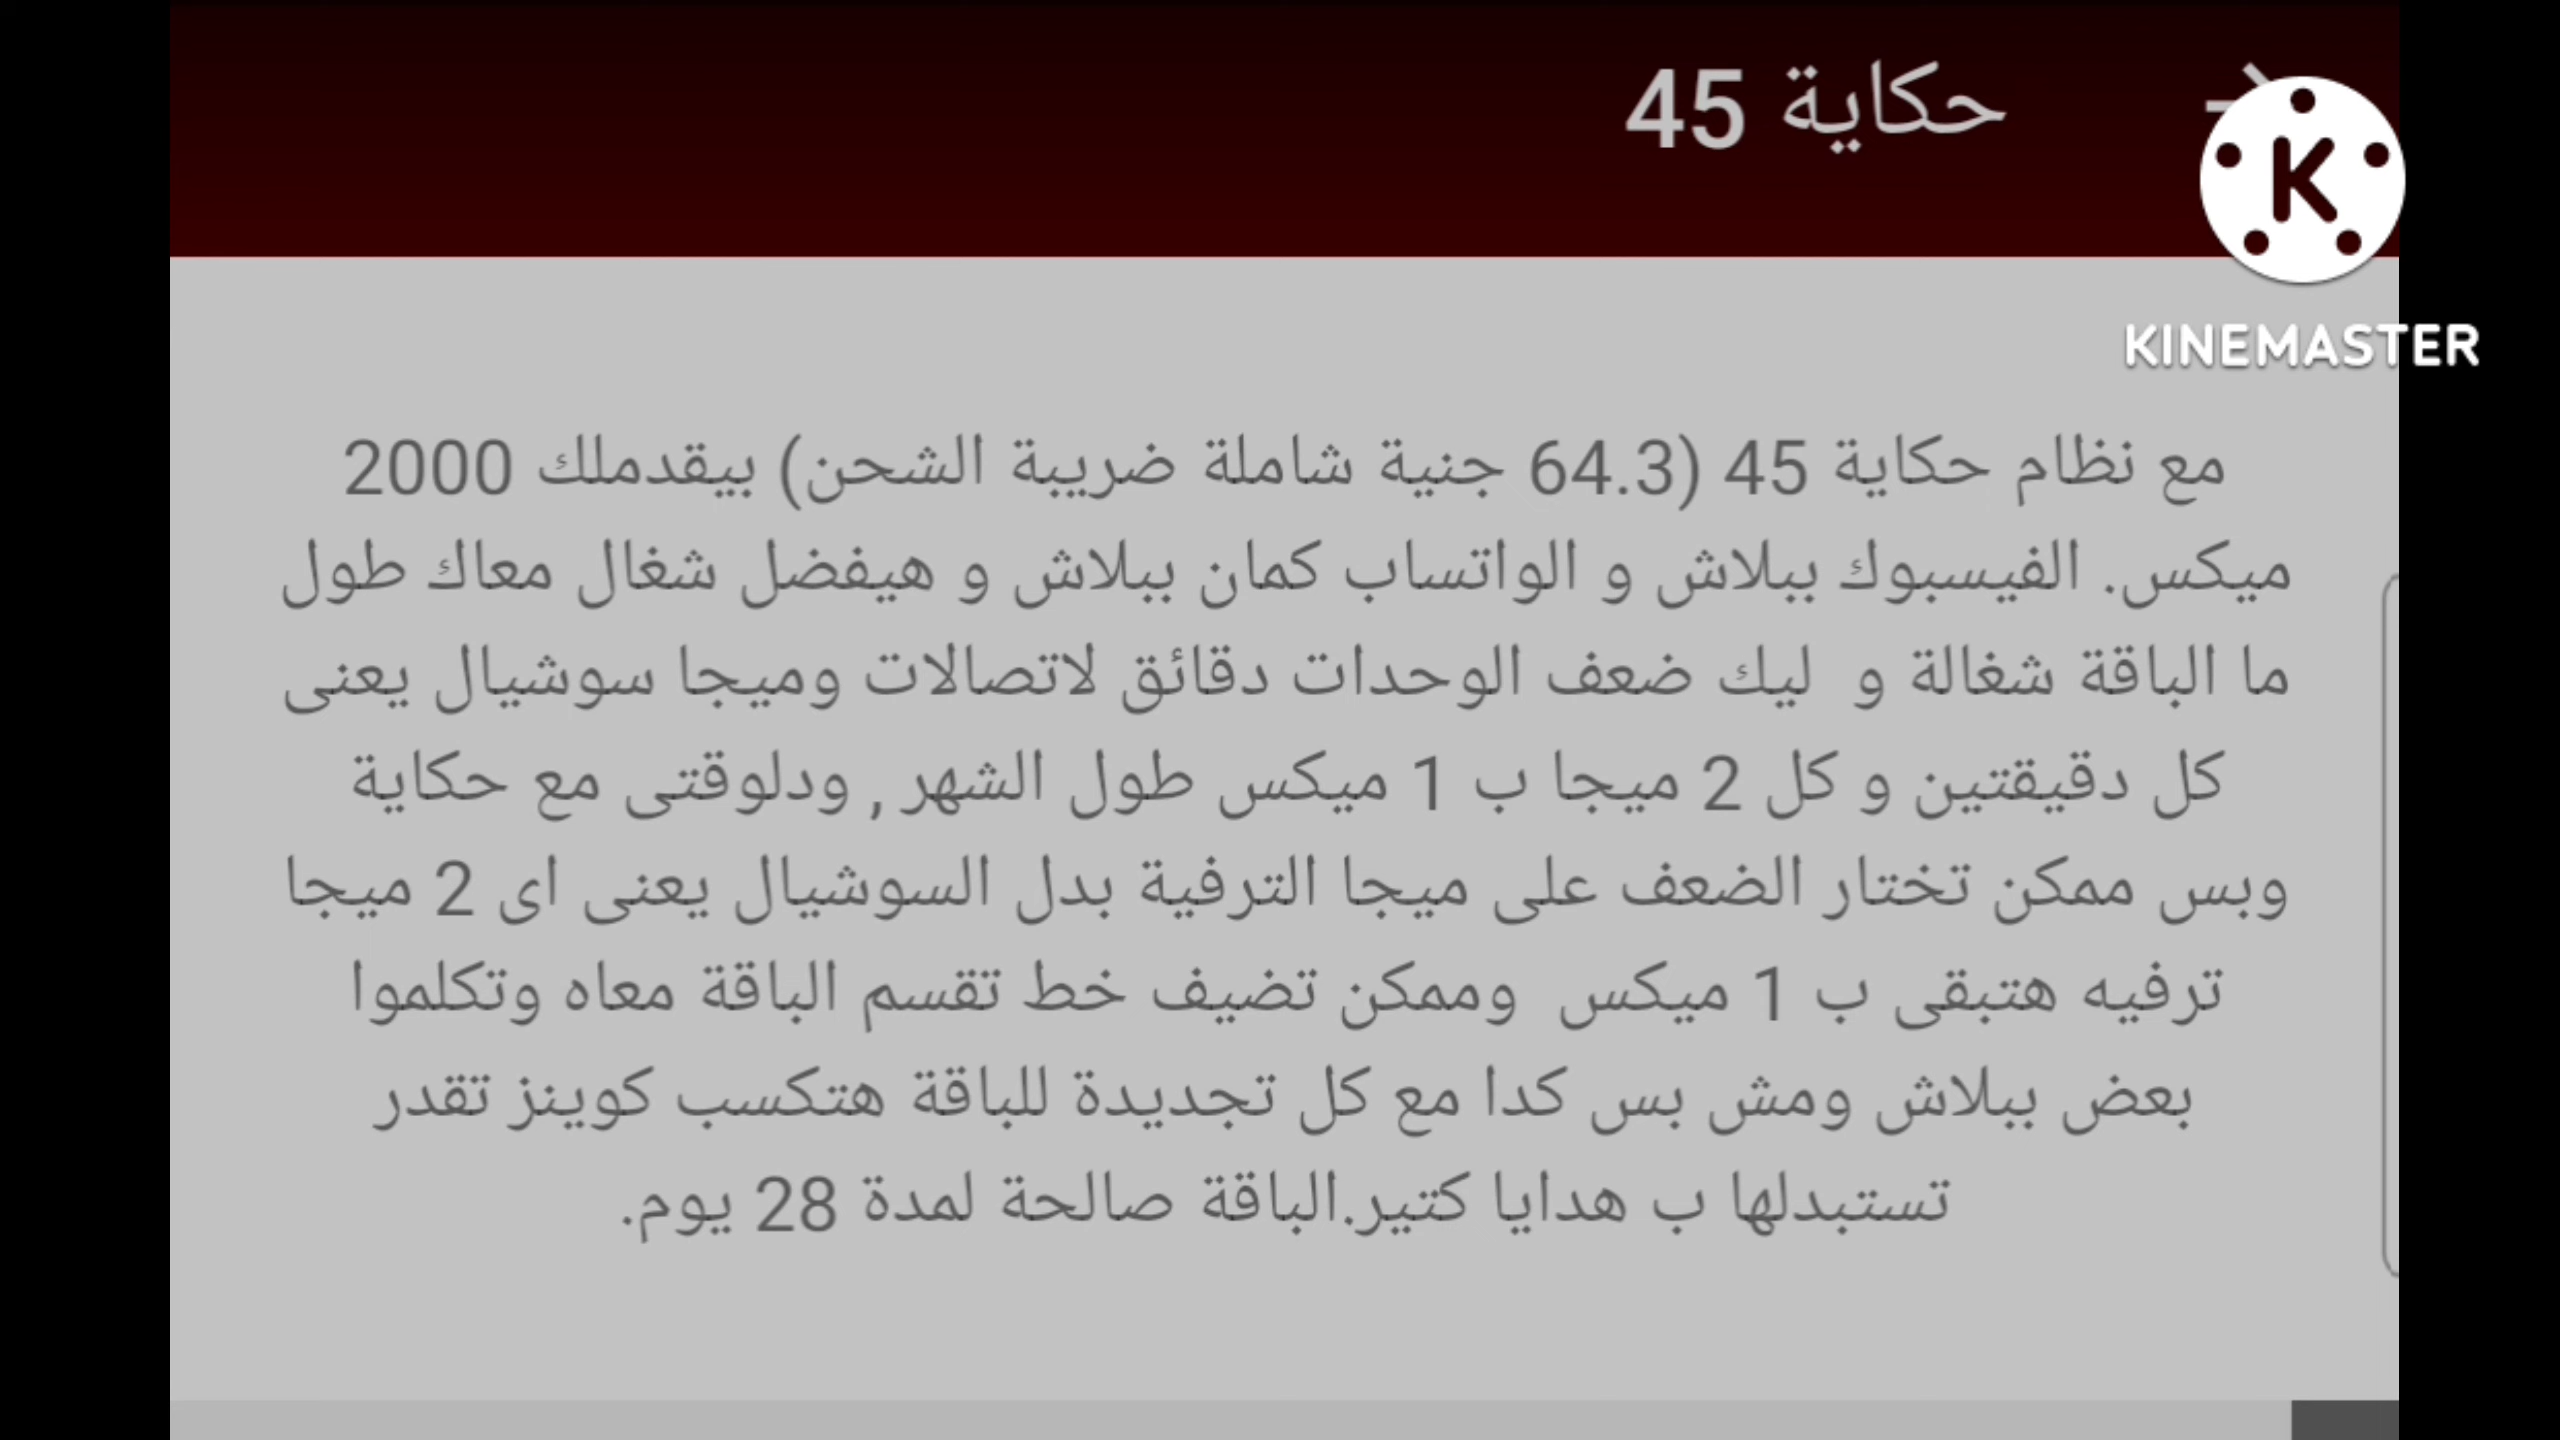 حكاية 45
K
KINEMASTER
مع نظام حكاية 45 (64.3 جنية شاملة ضريبة الشحن) بيقدملك 2000
ميكس. الفيسبوك ببلاش و الواتساب كمان ببلاش و هيفضل شغال معاك طول
ما الباقة شغالة و ليك ضعف الوحدات دقائق لاتصالات وميجا سوشيال يعنى
كل دقيقتين و كل 2 ميجا ب 1 ميكس طول الشهر , ودلوقتى مع حكاية
وبس ممكن تختار الضعف على ميجا الترفية بدل السوشيال يعنى اى 2 ميجا
ترفيه هتبقى ب 1 ميكس وممكن تضيف خط تقسم الباقة معاه وتكلموا
بعض ببلاش ومش بس كدا مع كل تجديدة للباقة هتكسب كوينز تقدر
تستبدلها ب هدايا كتير.الباقة صالحة لمدة 28 يوم.